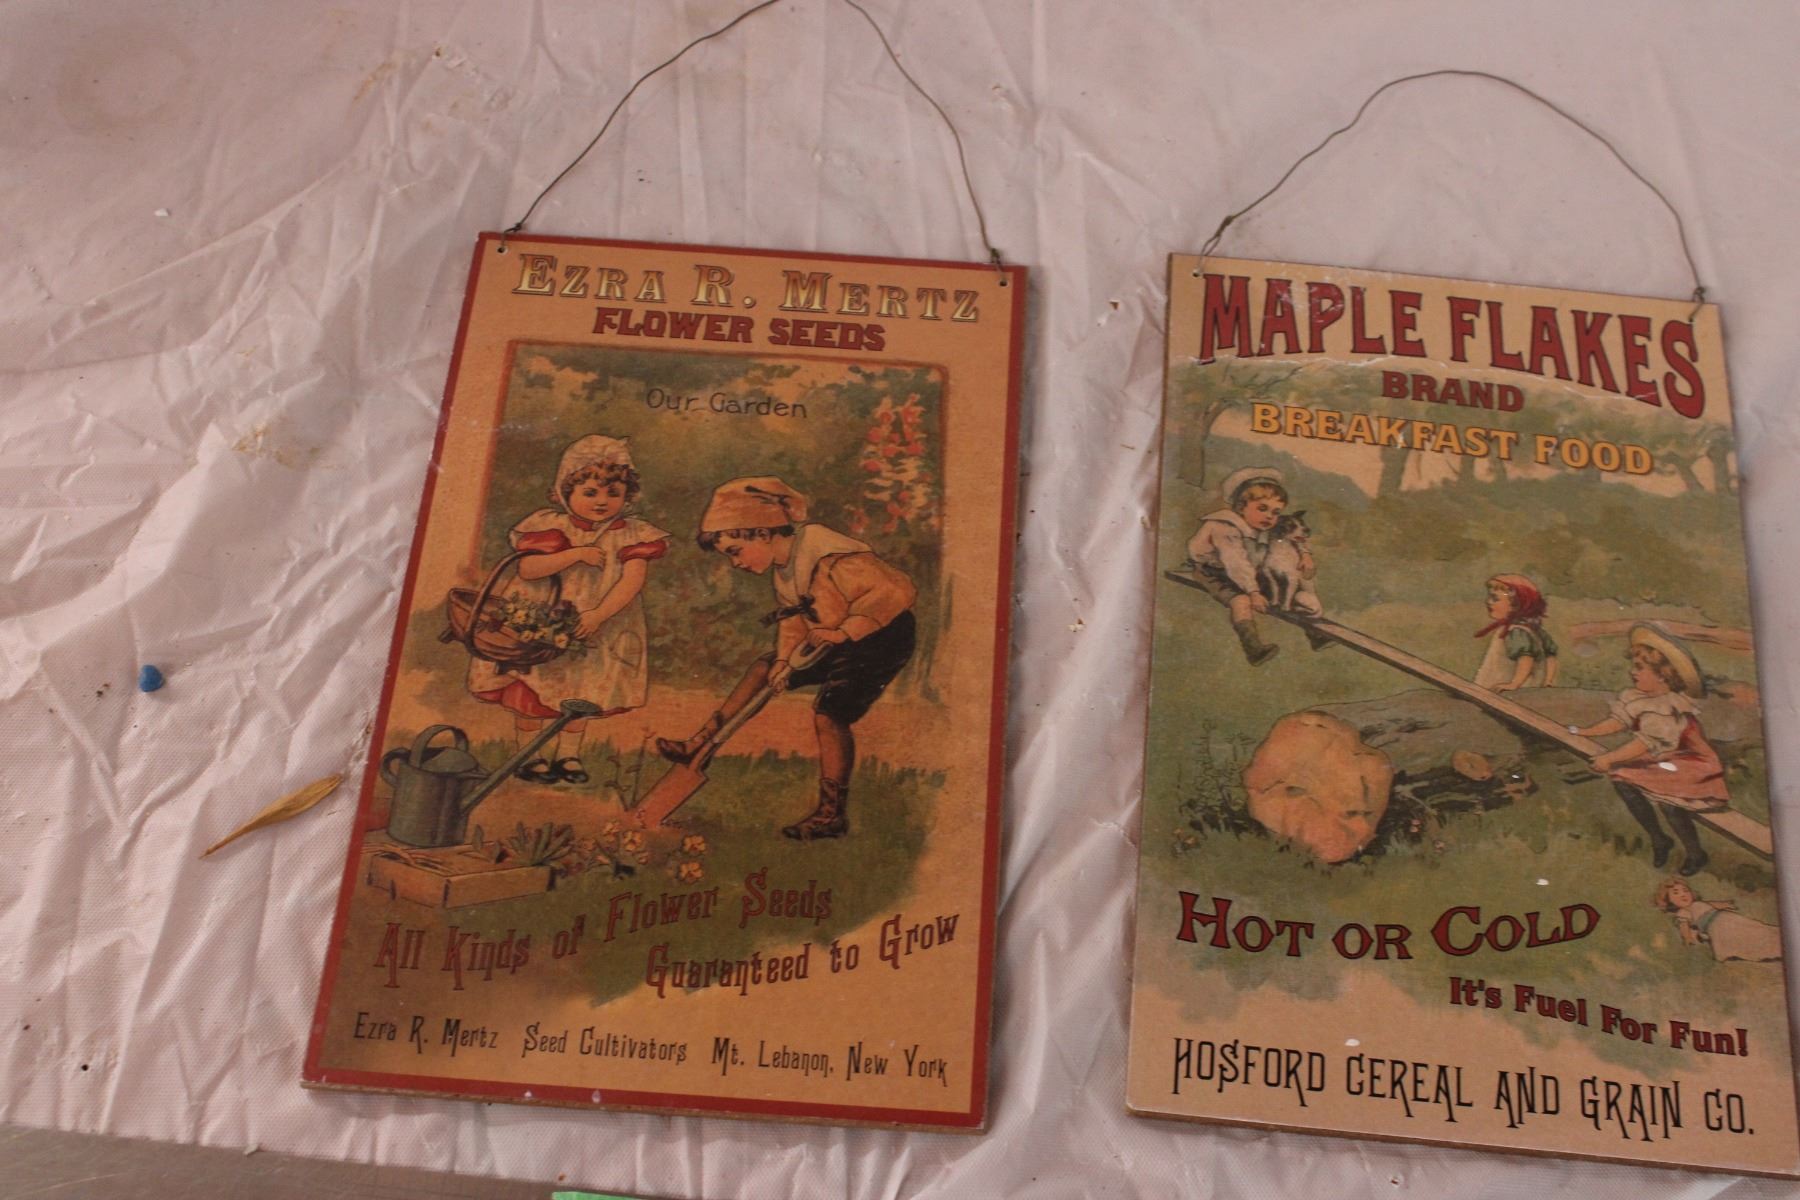 EZRA R. MERTZ
FLOWER SEEDS
Our Garden
All Kinds of Flower Seeds
Guaranteed to Grow
Ezra R. Mertz Seed Cultivators Mt. Lebanon, New York
MAPLE FLAKES
BRAND
BREAKFAST FOOD
HOT OR COLD
It's Fuel For Fun!
HOSFORD CEREAL AND GRAIN CO.